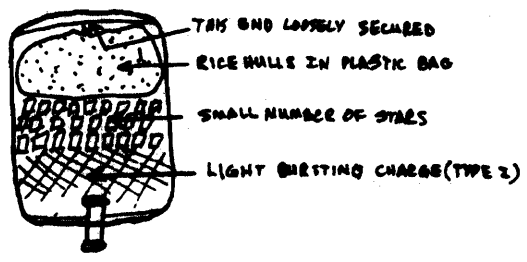 THIS END LOOSELY SECURED
RICE HULLS IN PLASTIC BAG
SMALL NUMBER OF STARS
LIGHT BURSTING CHARGE (TYPE 2)